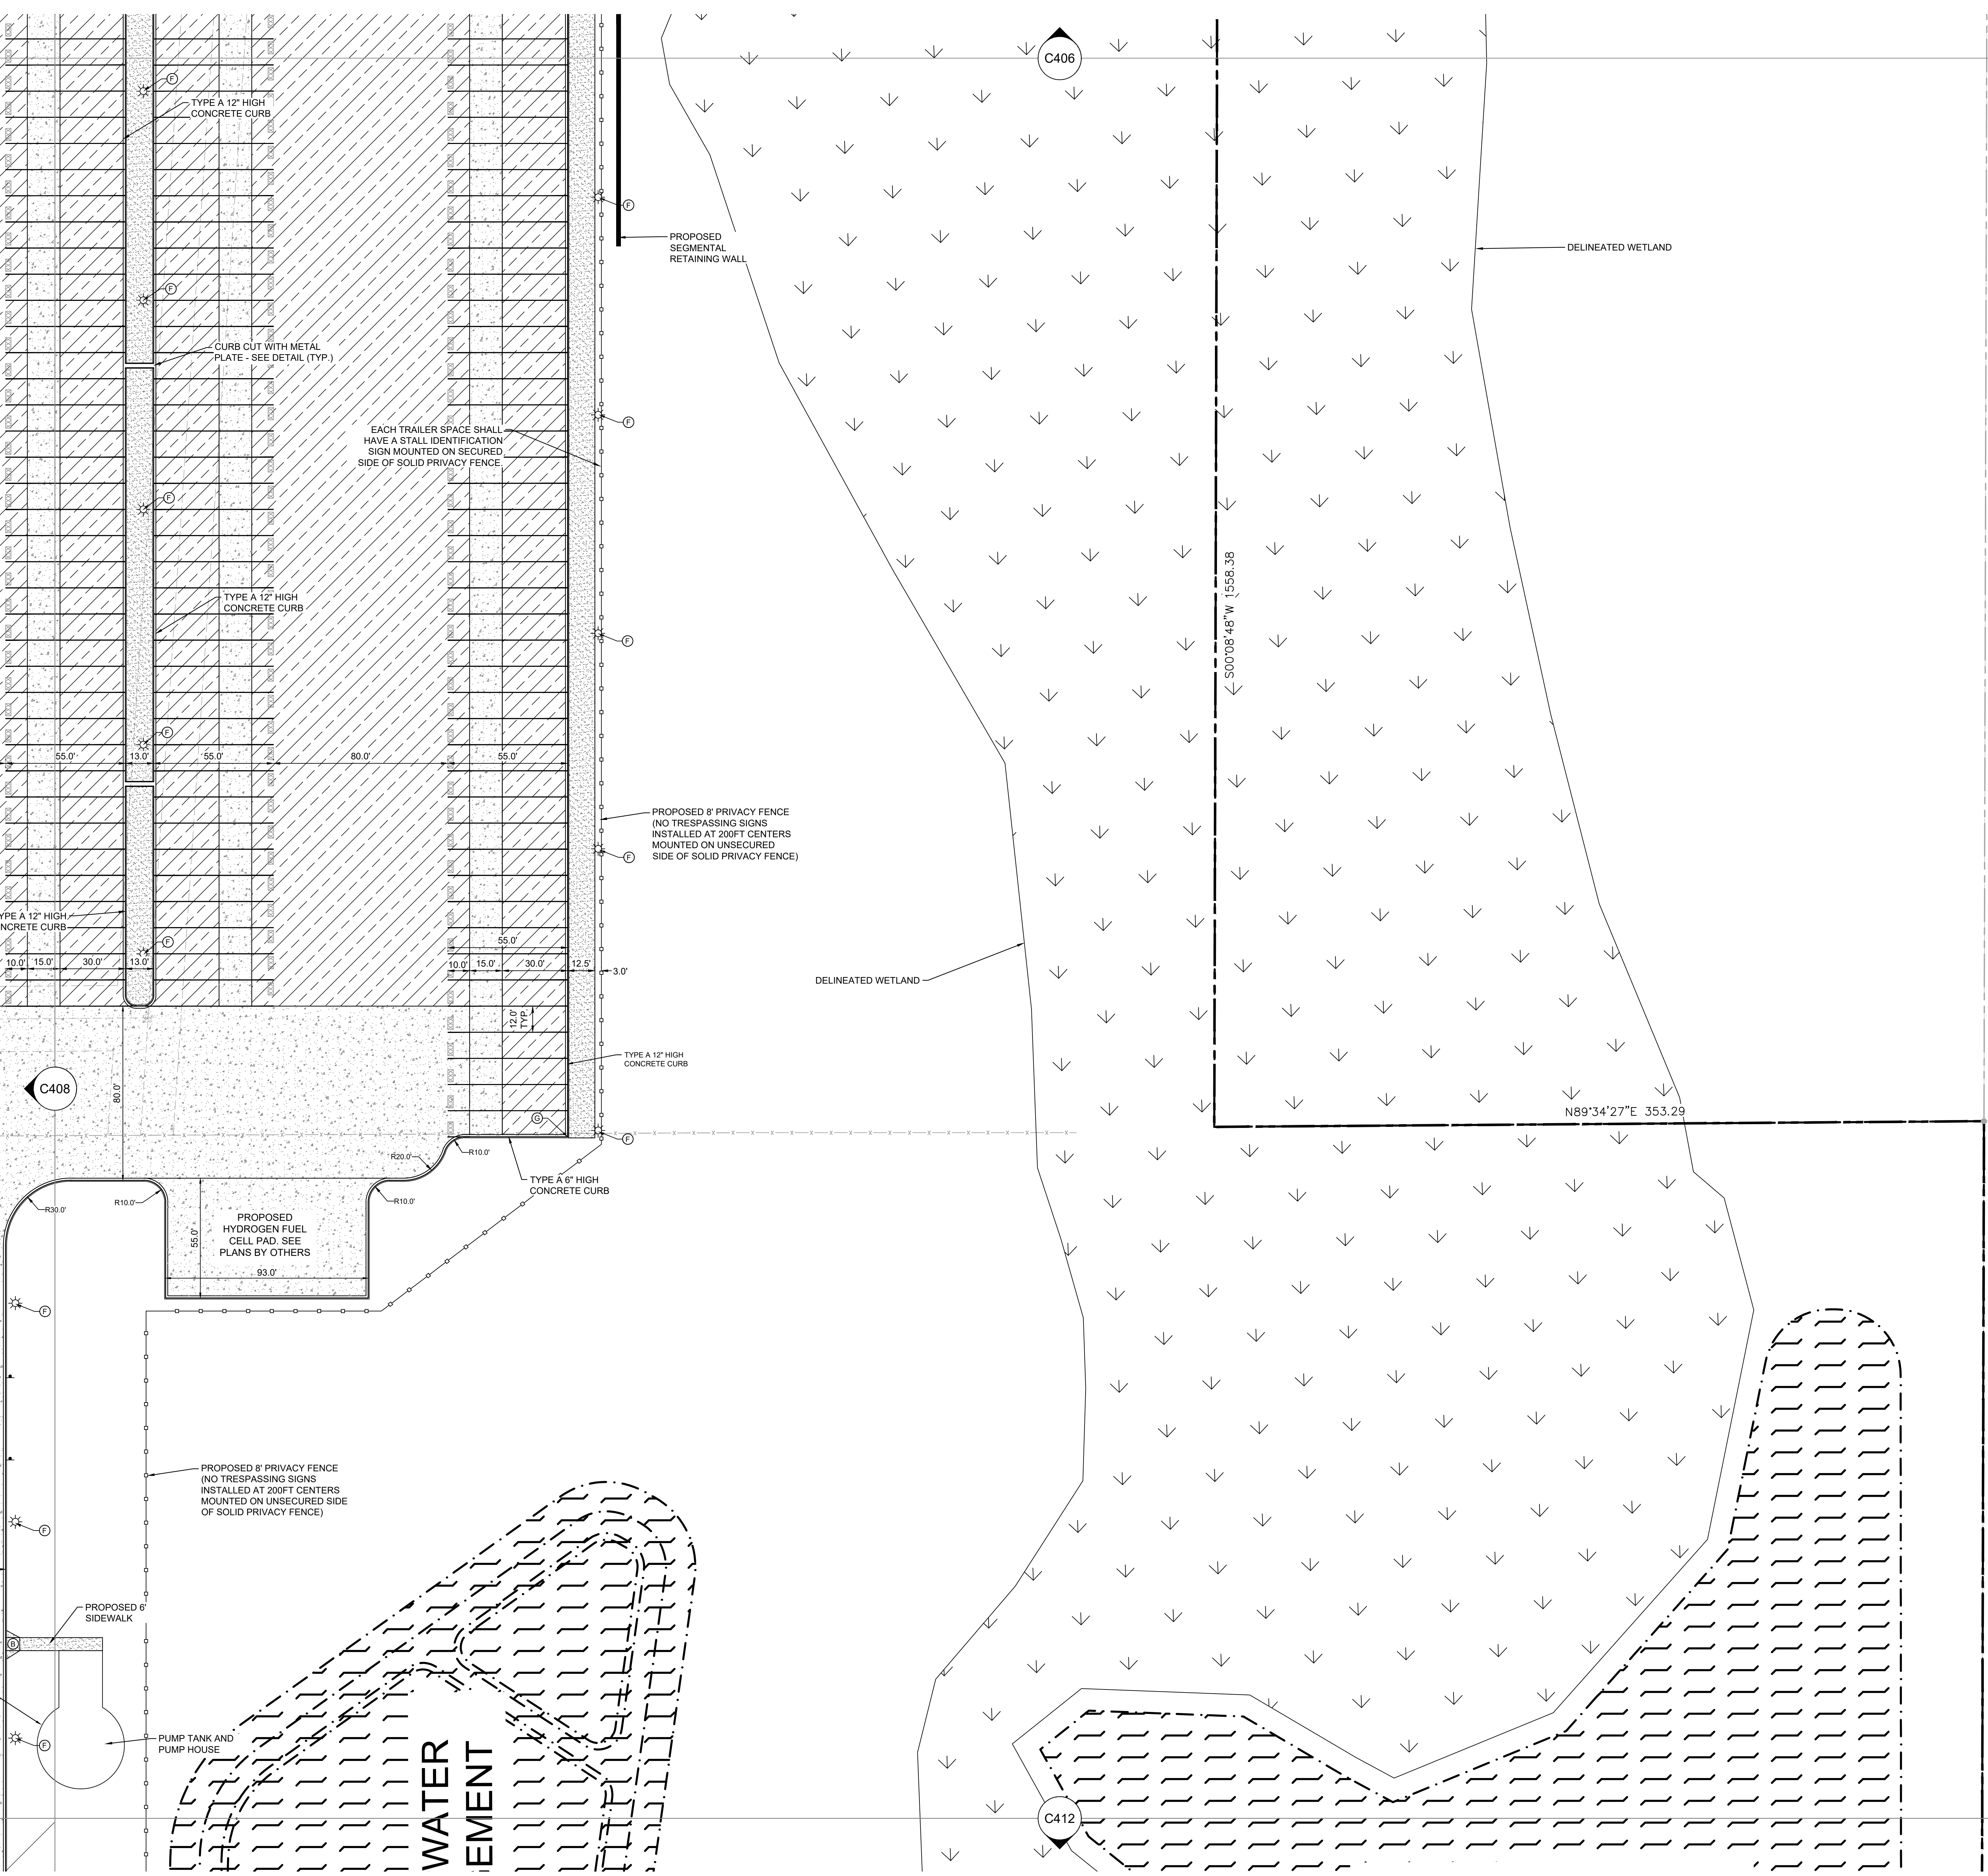 C406
F
TYPE A 12" HIGH
CONCRETE CURB
F
PROPOSED
SEGMENTAL
RETAINING WALL
DELINEATED WETLAND
F
CURB CUT WITH METAL
PLATE - SEE DETAIL (TYP.)
F
EACH TRAILER SPACE SHALL
HAVE A STALL IDENTIFICATION
SIGN MOUNTED ON SECURED
SIDE OF SOLID PRIVACY FENCE.
F
S00°08'48"W 1558.38
TYPE A 12" HIGH
CONCRETE CURB
F
F
55.0'
13.0'
55.0'
80.0'
55.0'
PROPOSED 8' PRIVACY FENCE
(NO TRESPASSING SIGNS
INSTALLED AT 200FT CENTERS
MOUNTED ON UNSECURED
SIDE OF SOLID PRIVACY FENCE)
F
YPE A 12" HIGH
NCRETE CURB
F
55.0'
10.0'
15.0'
30.0'
13.0'
10.0'
15.0'
30.0'
12.5'
3.0'
DELINEATED WETLAND
12.0'
TYP.
TYPE A 12" HIGH
CONCRETE CURB
C408
80.0'
G
F
N89°34'27"E 353.29
R20.0'
R10.0'
TYPE A 6" HIGH
CONCRETE CURB
R30.0'
R10.0'
R10.0'
PROPOSED
HYDROGEN FUEL
CELL PAD. SEE
PLANS BY OTHERS
55.0'
93.0'
F
PROPOSED 8' PRIVACY FENCE
(NO TRESPASSING SIGNS
INSTALLED AT 200FT CENTERS
MOUNTED ON UNSECURED SIDE
OF SOLID PRIVACY FENCE)
F
PROPOSED 6'
SIDEWALK
B
PUMP TANK AND
PUMP HOUSE
F
WATER
GEMENT
C412